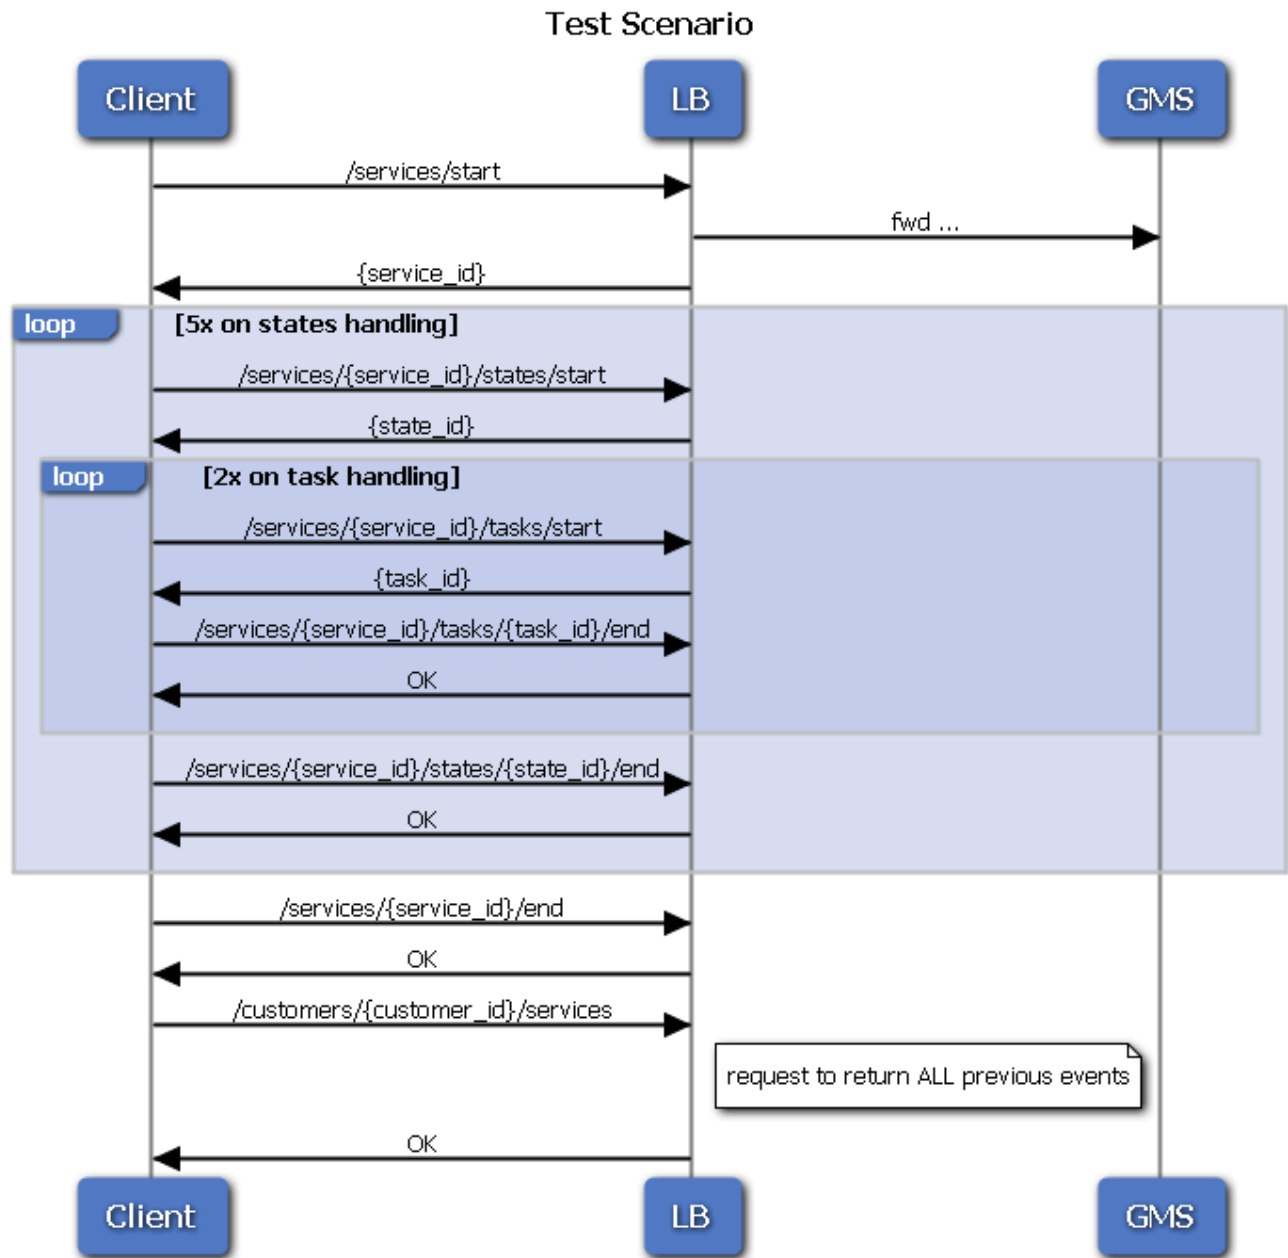 Test Scenario
Client LB GMS
/services/start
fwd ...
{service_id}
loop [5x on states handling]
/services/{service_id}/states/start
{state_id}
loop [2x on task handling]
/services/{service_id}/tasks/start
{task_id}
/services/{service_id}/tasks/{task_id}/end
OK
/services/{service_id}/states/{state_id}/end
OK
/services/{service_id}/end
OK
/customers/{customer_id}/services
request to return ALL previous events
OK
Client LB GMS